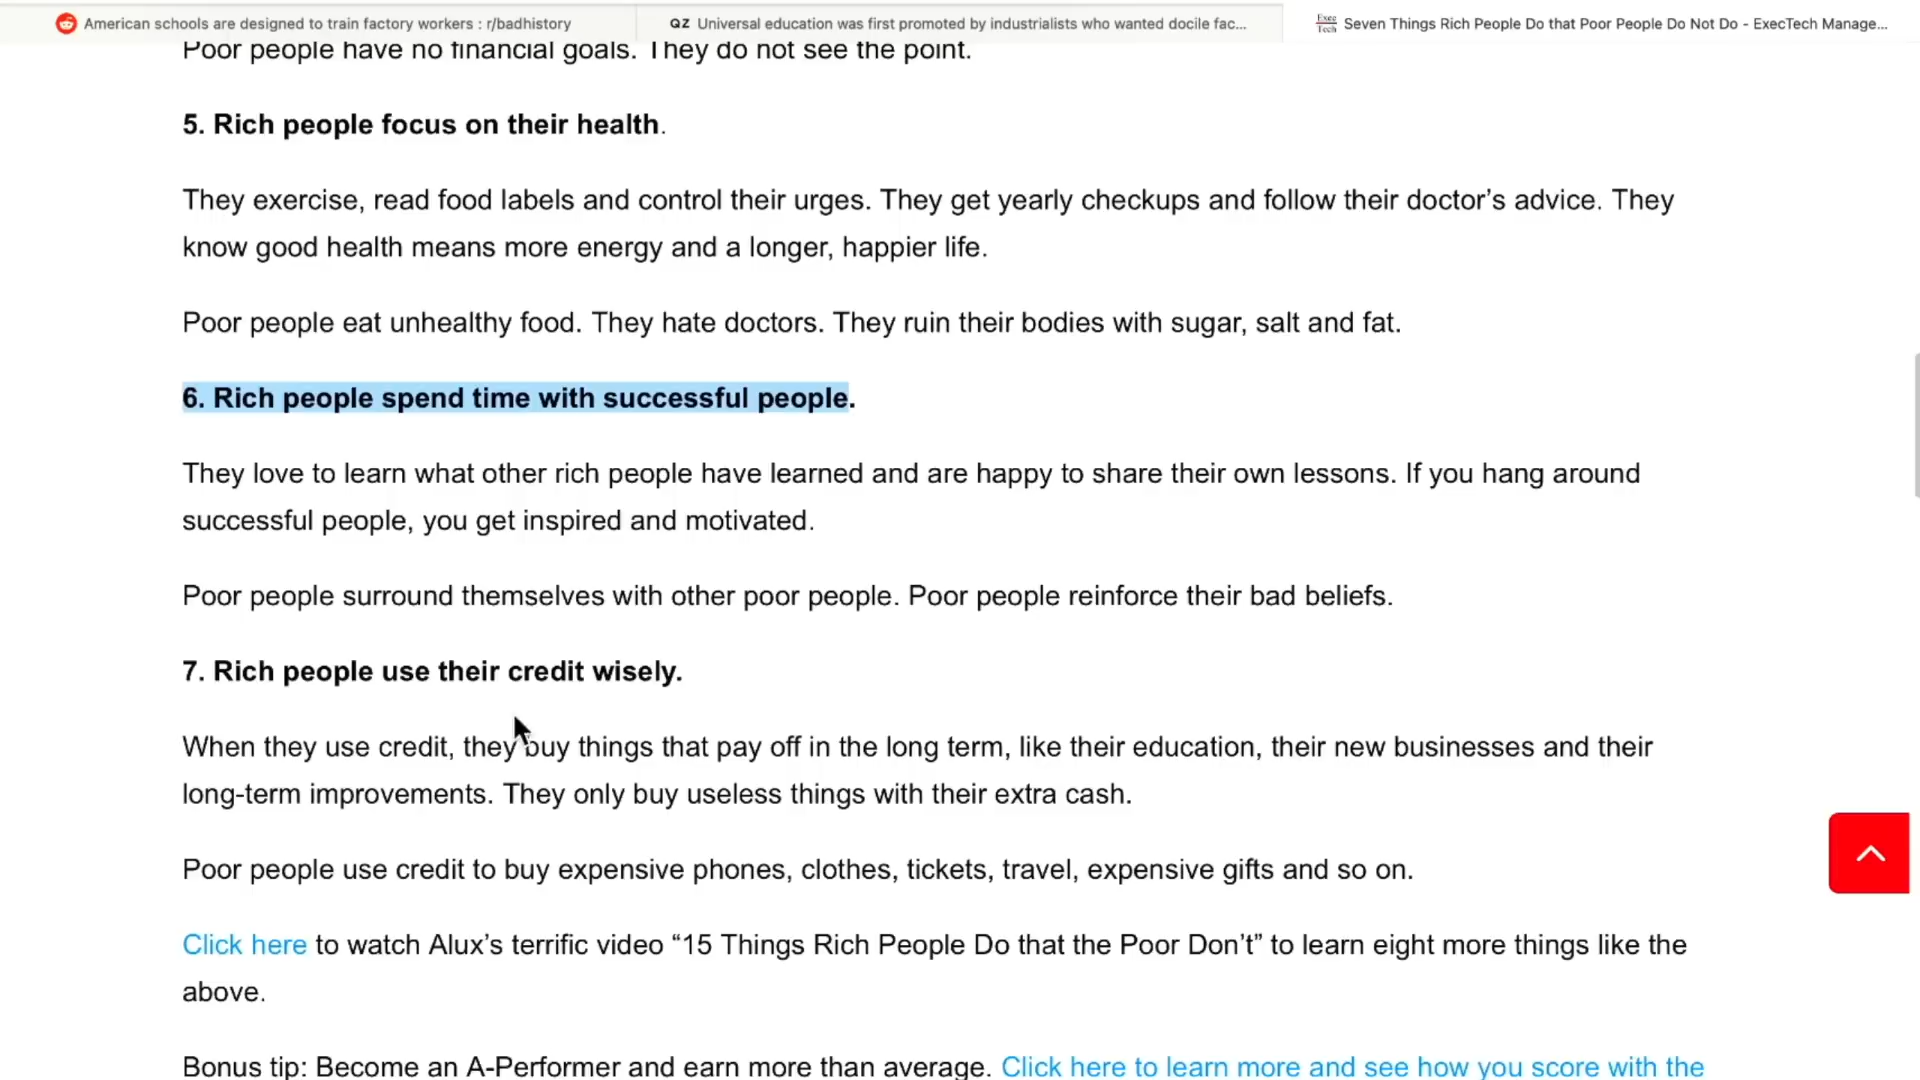 American schools are designed to train factory workers : r/badhistory
QZ Universal education was first promoted by industrialists who wanted docile fac...
Exec Tech Seven Things Rich People Do that Poor People Do Not Do - ExecTech Manage...
Poor people have no financial goals. They do not see the point.
5. Rich people focus on their health.
They exercise, read food labels and control their urges. They get yearly checkups and follow their doctor’s advice. They
know good health means more energy and a longer, happier life.
Poor people eat unhealthy food. They hate doctors. They ruin their bodies with sugar, salt and fat.
6. Rich people spend time with successful people.
They love to learn what other rich people have learned and are happy to share their own lessons. If you hang around
successful people, you get inspired and motivated.
Poor people surround themselves with other poor people. Poor people reinforce their bad beliefs.
7. Rich people use their credit wisely.
When they use credit, they buy things that pay off in the long term, like their education, their new businesses and their
long-term improvements. They only buy useless things with their extra cash.
Poor people use credit to buy expensive phones, clothes, tickets, travel, expensive gifts and so on.
Click here to watch Alux’s terrific video “15 Things Rich People Do that the Poor Don’t” to learn eight more things like the
above.
Bonus tip: Become an A-Performer and earn more than average. Click here to learn more and see how you score with the